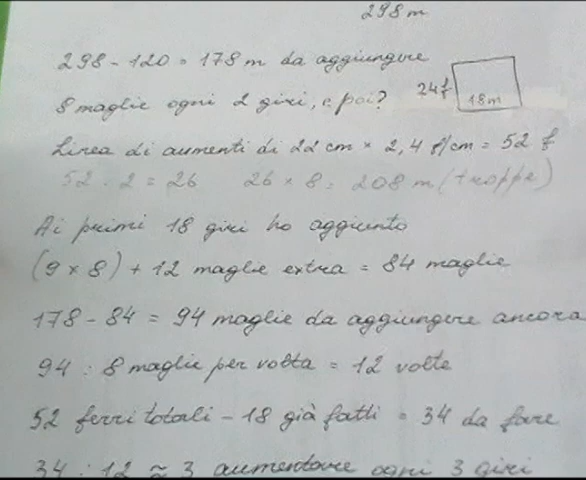 298 m
298 - 120 = 178 m da aggiungere
8 maglie ogni 2 giri, e poi?
24 f
18 m
Linea di aumenti di 22 cm × 2,4 f/cm = 52 f
52 : 2 = 26 26 × 8 = 208 m (troppe)
Ai primi 18 giri ho aggiunto
(9 × 8) + 12 maglie extra = 84 maglie
178 - 84 = 94 maglie da aggiungere ancora
94 : 8 maglie per volta = 12 volte
52 ferri totali - 18 già fatti = 34 da fare
34 : 12 ≈ 3 aumentare ogni 3 giri